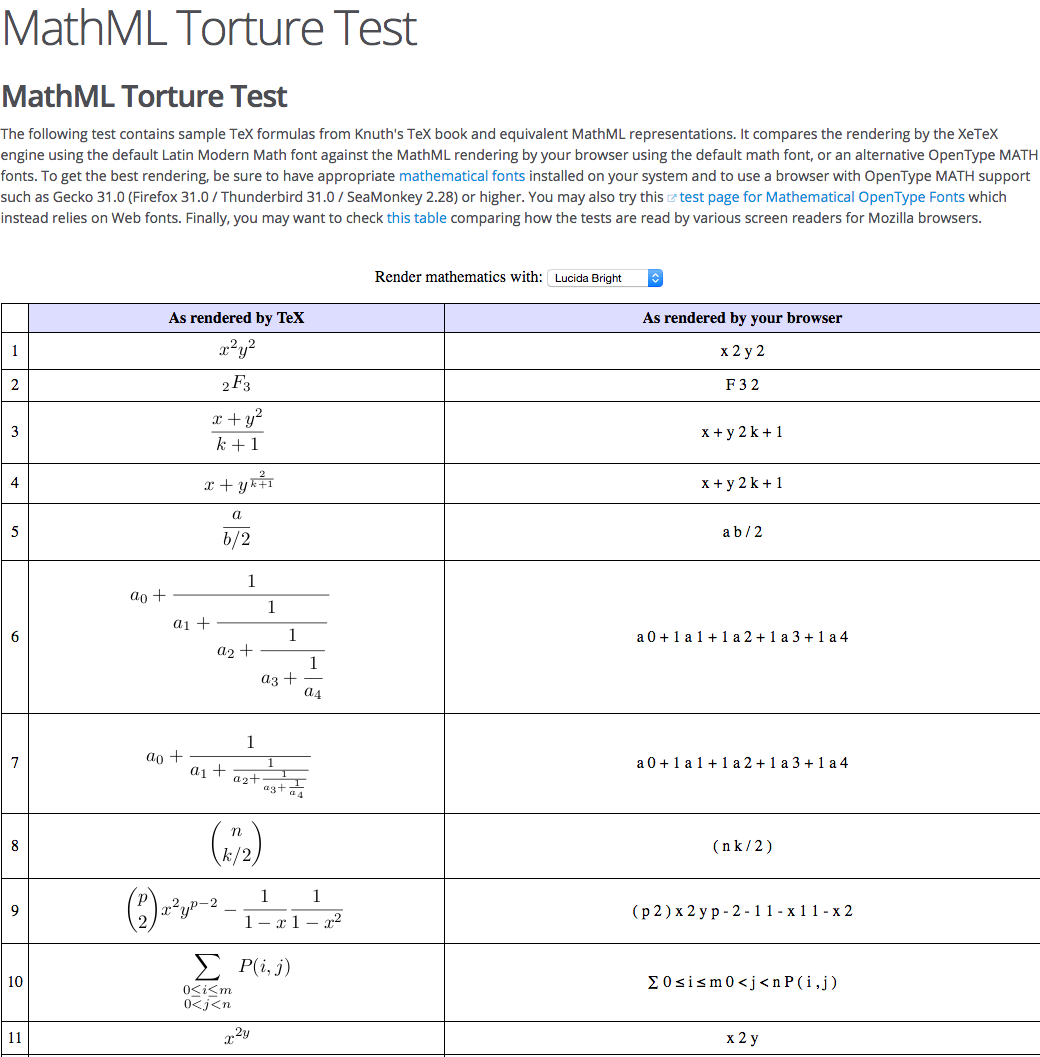 MathML Torture Test
MathML Torture Test
The following test contains sample TeX formulas from Knuth's TeX book and equivalent MathML representations. It compares the rendering by the XeTeX
engine using the default Latin Modern Math font against the MathML rendering by your browser using the default math font, or an alternative OpenType MATH
fonts. To get the best rendering, be sure to have appropriate mathematical fonts installed on your system and to use a browser with OpenType MATH support
such as Gecko 31.0 (Firefox 31.0 / Thunderbird 31.0 / SeaMonkey 2.28) or higher. You may also try this test page for Mathematical OpenType Fonts which
instead relies on Web fonts. Finally, you may want to check this table comparing how the tests are read by various screen readers for Mozilla browsers.
Render mathematics with: Lucida Bright
As rendered by TeX As rendered by your browser
1 x²y² x 2 y 2
2 ₂F₃ F 3 2
3 \frac{x + y^2}{k + 1} x + y 2 k + 1
4 x + y^{\frac{2}{k+1}} x + y 2 k + 1
5 \frac{a}{b/2} a b / 2
6 a_0 + \frac{1}{a_1 + \frac{1}{a_2 + \frac{1}{a_3 + \frac{1}{a_4}}}} a 0 + 1 a 1 + 1 a 2 + 1 a 3 + 1 a 4
7 a_0 + \frac{1}{a_1 + \frac{1}{a_2 + \frac{1}{a_3 + \frac{1}{a_4}}}} a 0 + 1 a 1 + 1 a 2 + 1 a 3 + 1 a 4
8 \binom{n}{k/2} ( n k / 2 )
9 \binom{p}{2} x^2 y^{p-2} - \frac{1}{1 - x} \frac{1}{1 - x^2} ( p 2 ) x 2 y p - 2 - 1 1 - x 1 1 - x 2
10 \sum_{\substack{0 \le i \le m \\ 0 < j < n}} P(i, j) ∑ 0 ≤ i ≤ m 0 < j < n P ( i , j )
11 x^{2y} x 2 y